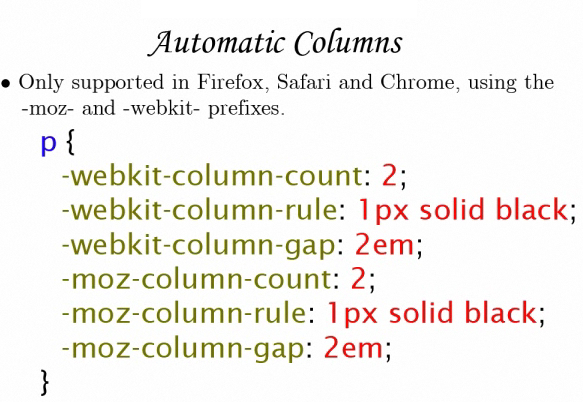 Automatic Columns
• Only supported in Firefox, Safari and Chrome, using the
-moz- and -webkit- prefixes.
p {
-webkit-column-count: 2;
-webkit-column-rule: 1px solid black;
-webkit-column-gap: 2em;
-moz-column-count: 2;
-moz-column-rule: 1px solid black;
-moz-column-gap: 2em;
}